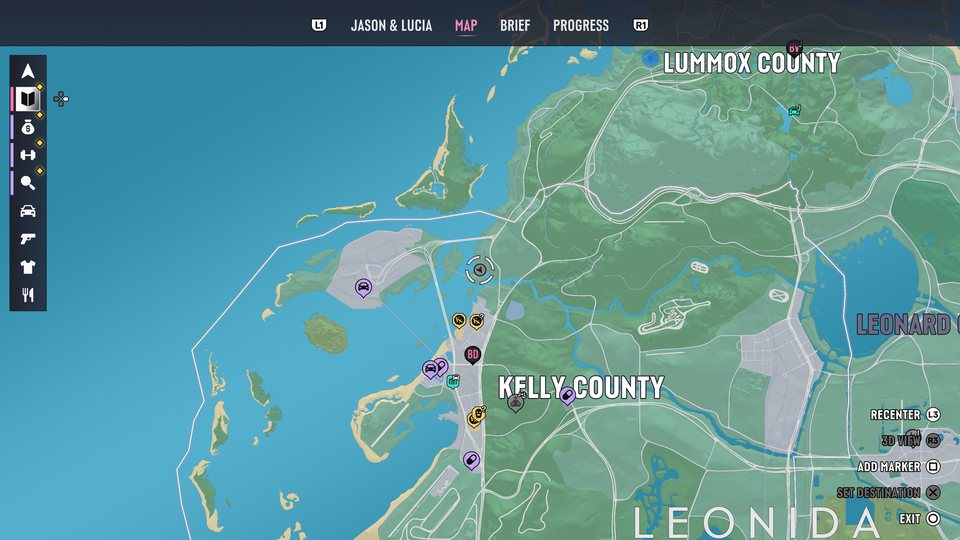 L1 JASON & LUCIA MAP BRIEF PROGRESS R1
BV
LUMMOX COUNTY
LEONARD
BD
KELLY COUNTY
RECENTER L3
3D VIEW R3
ADD MARKER
SET DESTINATION
EXIT
LEONIDA